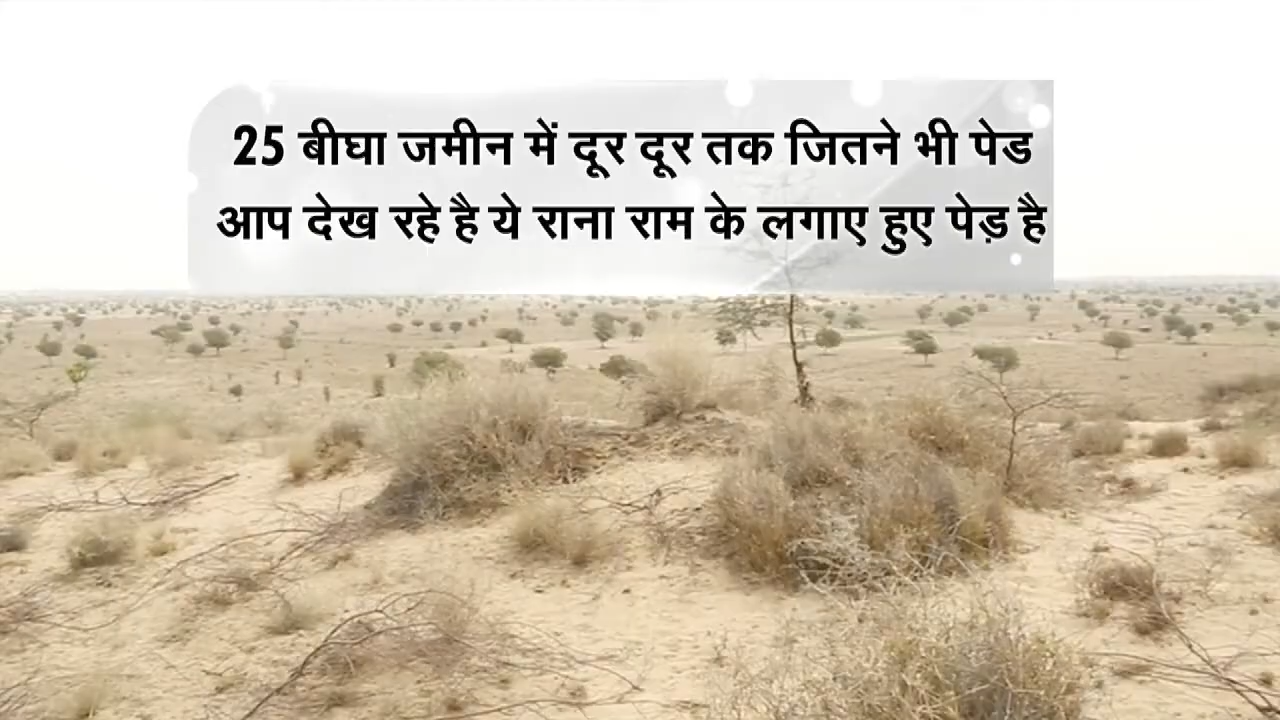 25 बीघा जमीन में दूर दूर तक जितने भी पेड
आप देख रहे है ये राना राम के लगाए हुए पेड़ है